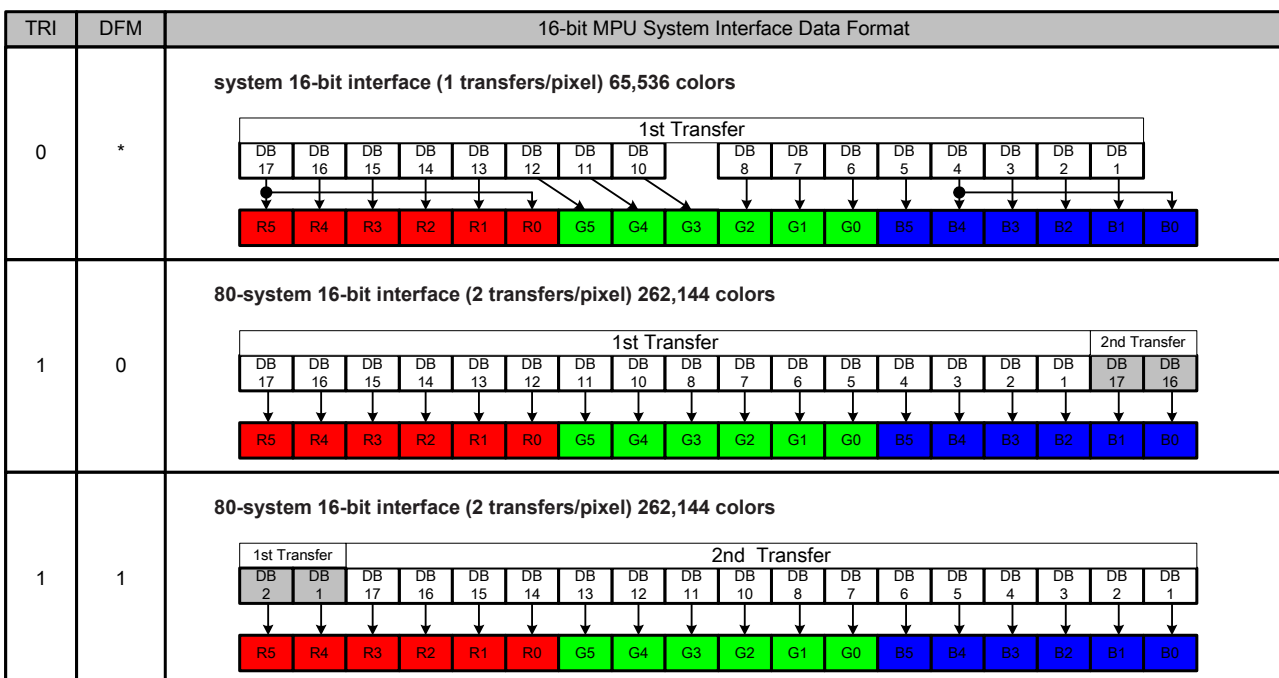 TRI DFM 16-bit MPU System Interface Data Format
system 16-bit interface (1 transfers/pixel) 65,536 colors
1st Transfer
DB DB DB DB DB DB DB DB DB DB DB DB DB DB DB DB
17 16 15 14 13 12 11 10 8 7 6 5 4 3 2 1
0 *
R5 R4 R3 R2 R1 R0 G5 G4 G3 G2 G1 G0 B5 B4 B3 B2 B1 B0
80-system 16-bit interface (2 transfers/pixel) 262,144 colors
1st Transfer 2nd Transfer
DB DB DB DB DB DB DB DB DB DB DB DB DB DB DB DB DB DB
17 16 15 14 13 12 11 10 8 7 6 5 4 3 2 1 17 16
1 0
R5 R4 R3 R2 R1 R0 G5 G4 G3 G2 G1 G0 B5 B4 B3 B2 B1 B0
80-system 16-bit interface (2 transfers/pixel) 262,144 colors
1st Transfer 2nd Transfer
DB DB DB DB DB DB DB DB DB DB DB DB DB DB DB DB DB DB
2 1 17 16 15 14 13 12 11 10 8 7 6 5 4 3 2 1
1 1
R5 R4 R3 R2 R1 R0 G5 G4 G3 G2 G1 G0 B5 B4 B3 B2 B1 B0